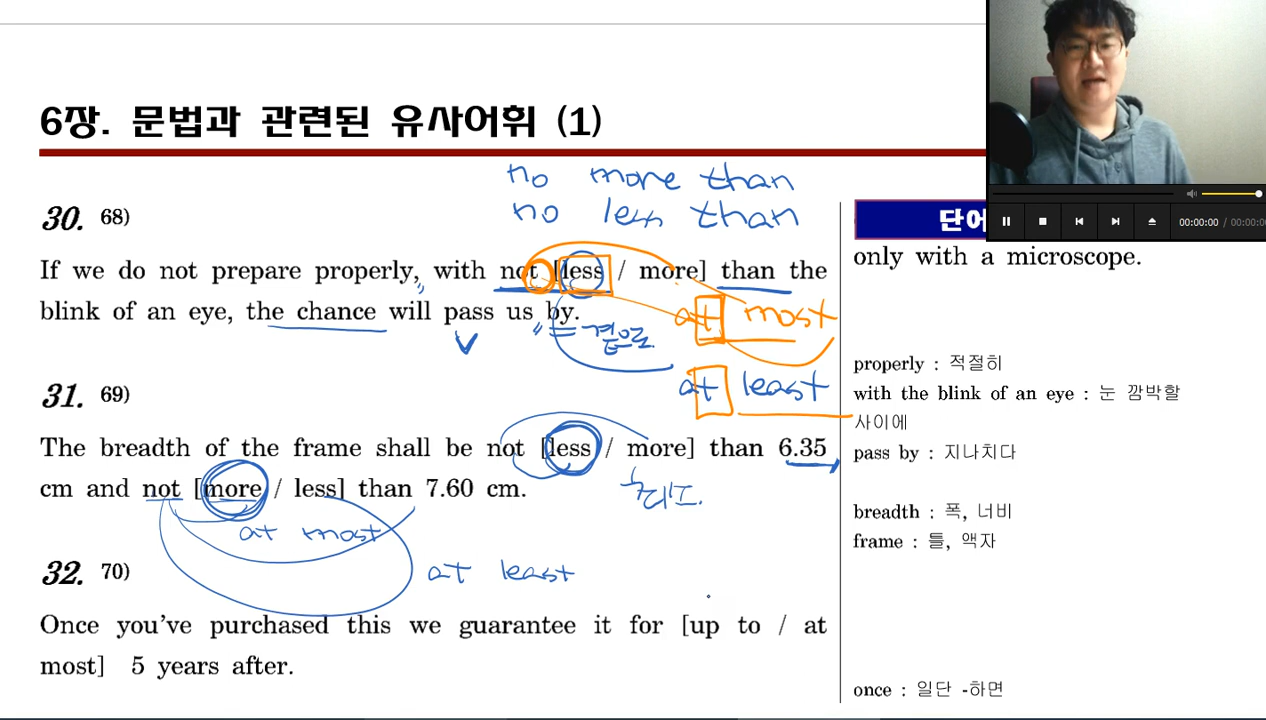 6장. 문법과 관련된 유사어휘 (1)
no more than
no less than
30. 68)
If we do not prepare properly, with not [less / more] than the
blink of an eye, the chance will pass us by.
at most
= 곁으로
at least
31. 69)
The breadth of the frame shall be not [less / more] than 6.35
cm and not [more / less] than 7.60 cm.
at most
at least
32. 70)
Once you've purchased this we guarantee it for [up to / at
most] 5 years after.
단어
only with a microscope.
properly : 적절히
with the blink of an eye : 눈 깜박할
사이에
pass by : 지나치다
breadth : 폭, 너비
frame : 틀, 액자
once : 일단 -하면
00:00:00 / 00:00:0